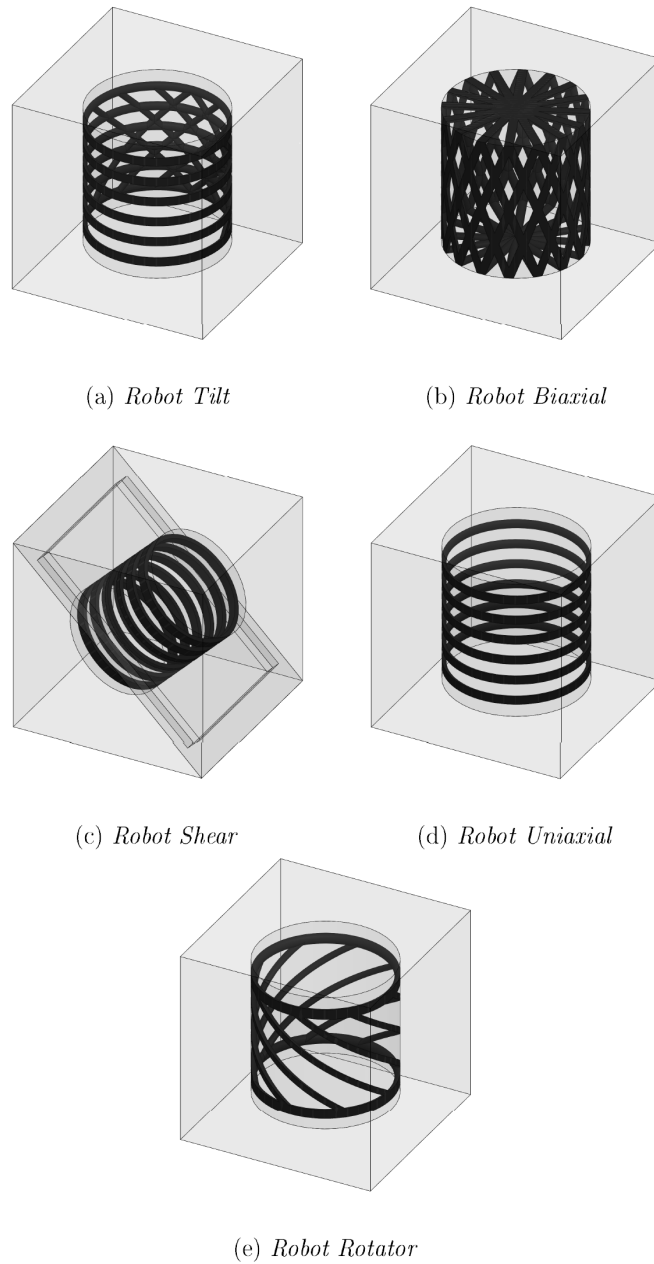 (a) Robot Tilt
(b) Robot Biaxial
(c) Robot Shear
(d) Robot Uniaxial
(e) Robot Rotator